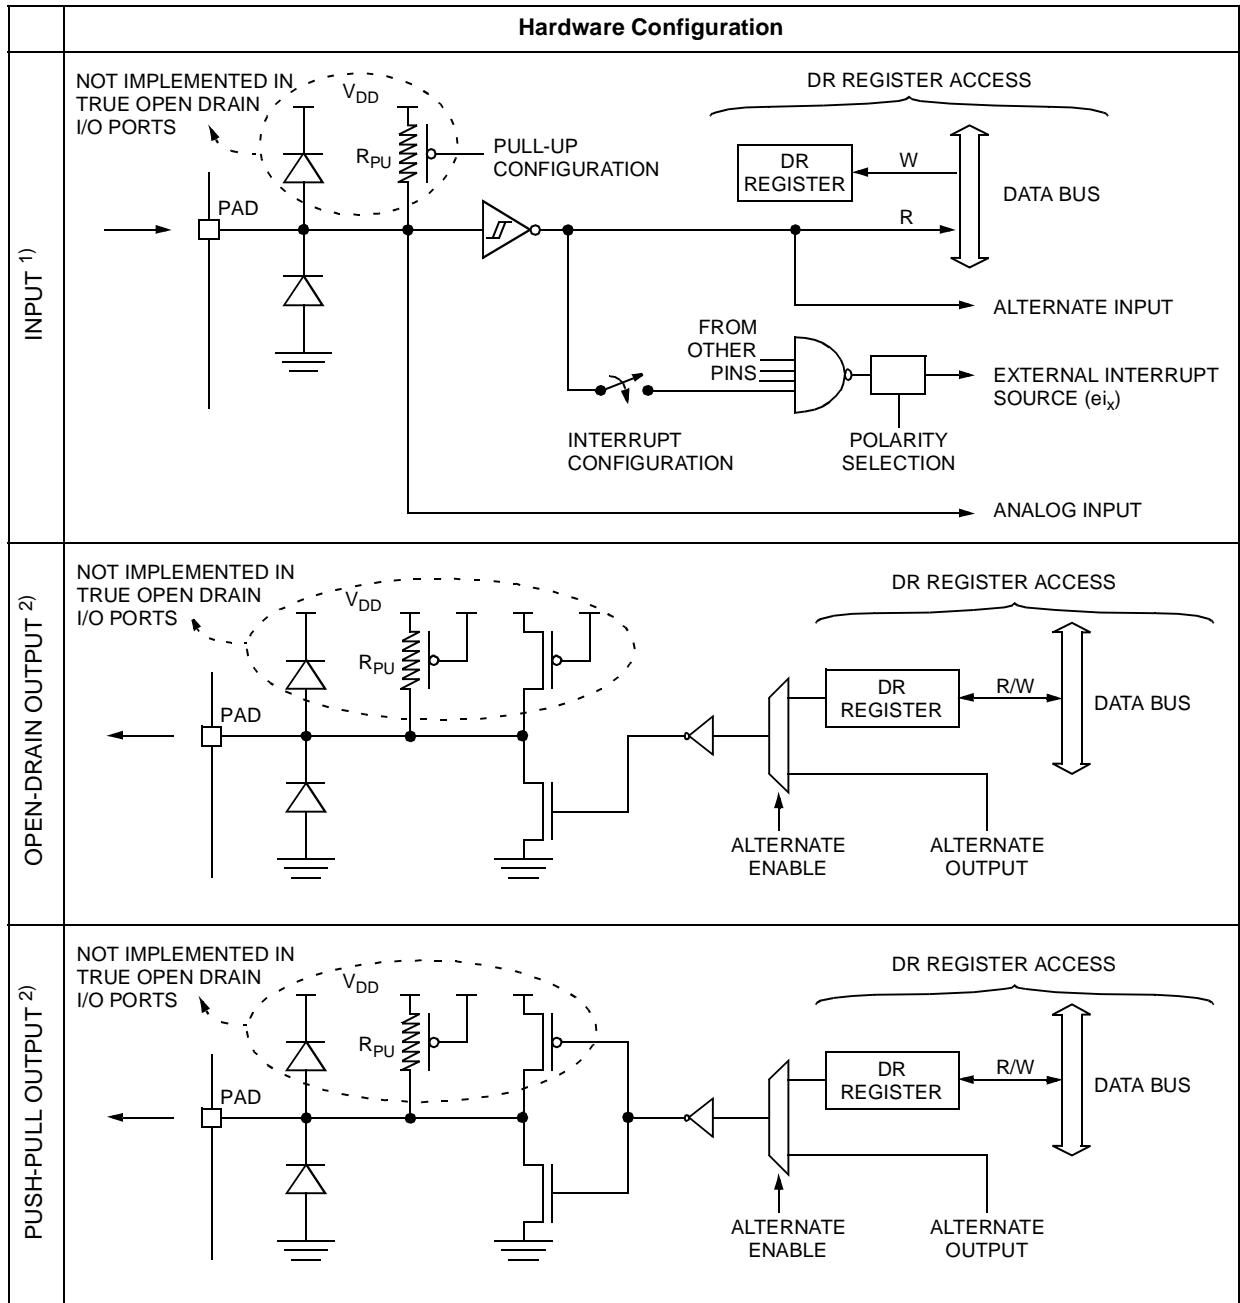 Hardware Configuration
INPUT 1)
NOT IMPLEMENTED IN
TRUE OPEN DRAIN
I/O PORTS
VDD
RPU
PULL-UP
CONFIGURATION
PAD
DR REGISTER ACCESS
DR
REGISTER
W
R
DATA BUS
ALTERNATE INPUT
FROM
OTHER
PINS
EXTERNAL INTERRUPT
SOURCE (eix)
INTERRUPT
CONFIGURATION
POLARITY
SELECTION
ANALOG INPUT
OPEN-DRAIN OUTPUT 2)
NOT IMPLEMENTED IN
TRUE OPEN DRAIN
I/O PORTS
VDD
RPU
PAD
DR REGISTER ACCESS
DR
REGISTER
R/W
DATA BUS
ALTERNATE
ENABLE
ALTERNATE
OUTPUT
PUSH-PULL OUTPUT 2)
NOT IMPLEMENTED IN
TRUE OPEN DRAIN
I/O PORTS
VDD
RPU
PAD
DR REGISTER ACCESS
DR
REGISTER
R/W
DATA BUS
ALTERNATE
ENABLE
ALTERNATE
OUTPUT